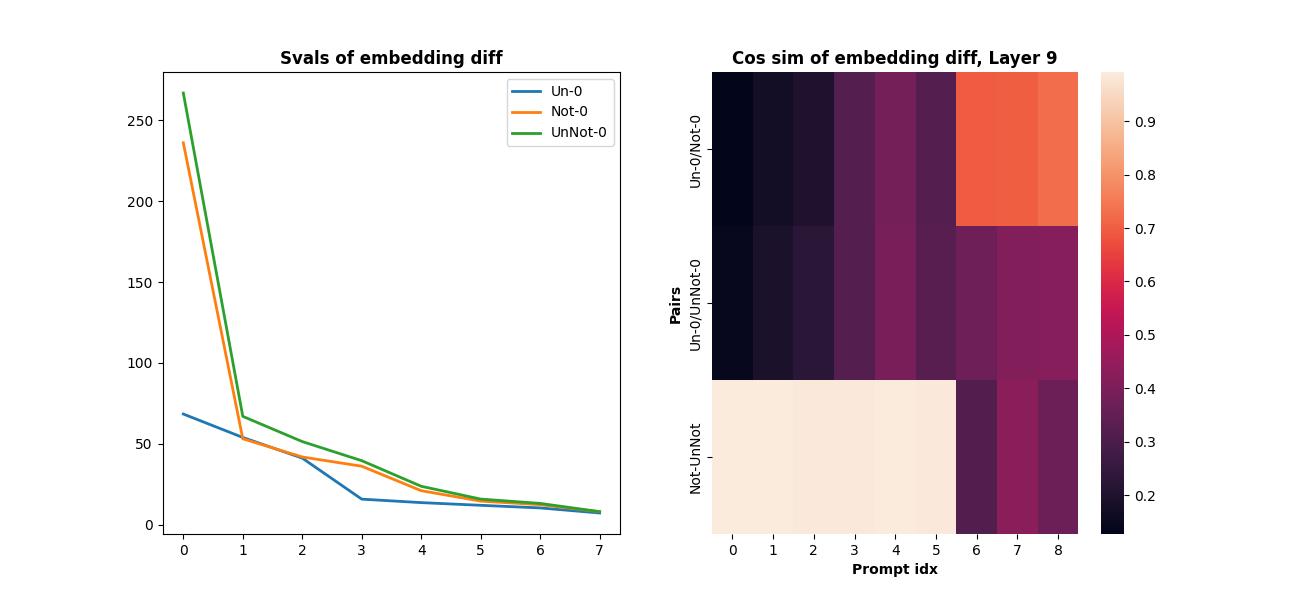 Svals of embedding diff
Un-0
Not-0
UnNot-0
250
200
150
100
50
0
0 1 2 3 4 5 6 7
Cos sim of embedding diff, Layer 9
Pairs
Un-0/Not-0
Un-0/UnNot-0
Not-UnNot
0 1 2 3 4 5 6 7 8
Prompt idx
0.9
0.8
0.7
0.6
0.5
0.4
0.3
0.2